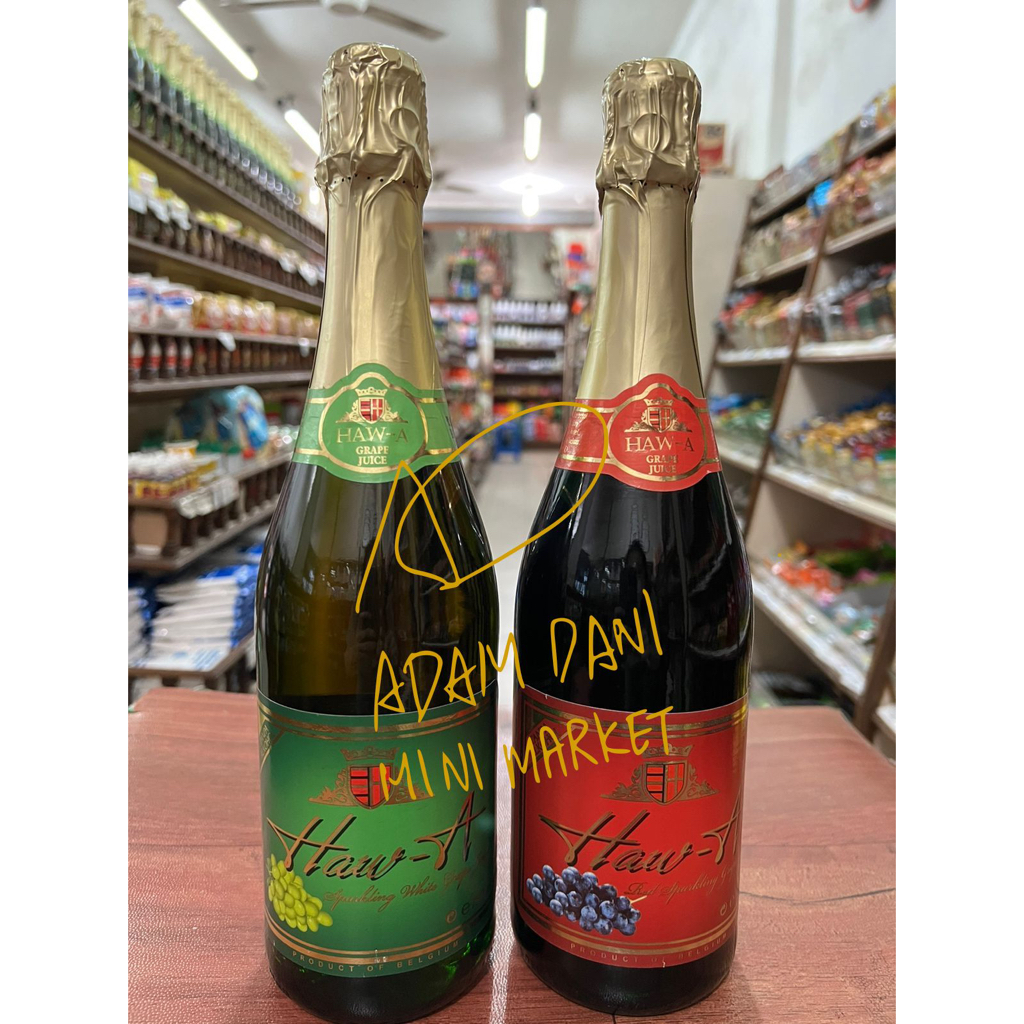 HAW-A
GRAPE
JUICE
HAW-A
GRAPE
JUICE
ADAM DANI
MINI MARKET
Haw-A
Sparkling White
PRODUCT OF BELGIUM
Haw-A
Red Sparkling
PRODUCT OF BELGIUM